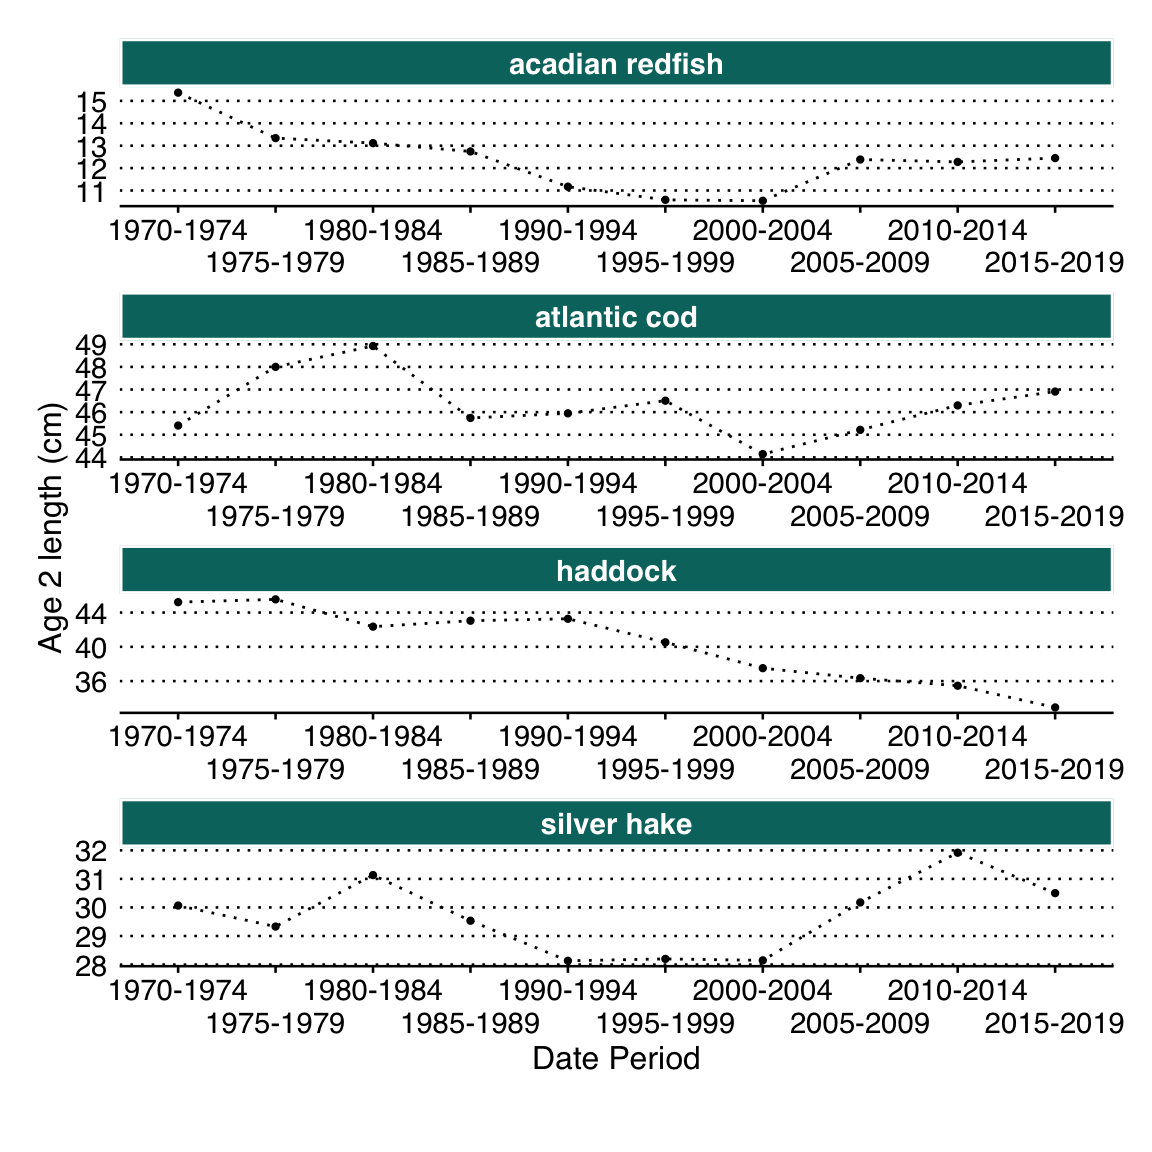 acadian redfish
15
14
13
12
11
1970-1974 1980-1984 1990-1994 2000-2004 2010-2014
1975-1979 1985-1989 1995-1999 2005-2009 2015-2019
atlantic cod
49
48
47
46
45
44
1970-1974 1980-1984 1990-1994 2000-2004 2010-2014
1975-1979 1985-1989 1995-1999 2005-2009 2015-2019
Age 2 length (cm)
haddock
44
40
36
1970-1974 1980-1984 1990-1994 2000-2004 2010-2014
1975-1979 1985-1989 1995-1999 2005-2009 2015-2019
silver hake
32
31
30
29
28
1970-1974 1980-1984 1990-1994 2000-2004 2010-2014
1975-1979 1985-1989 1995-1999 2005-2009 2015-2019
Date Period